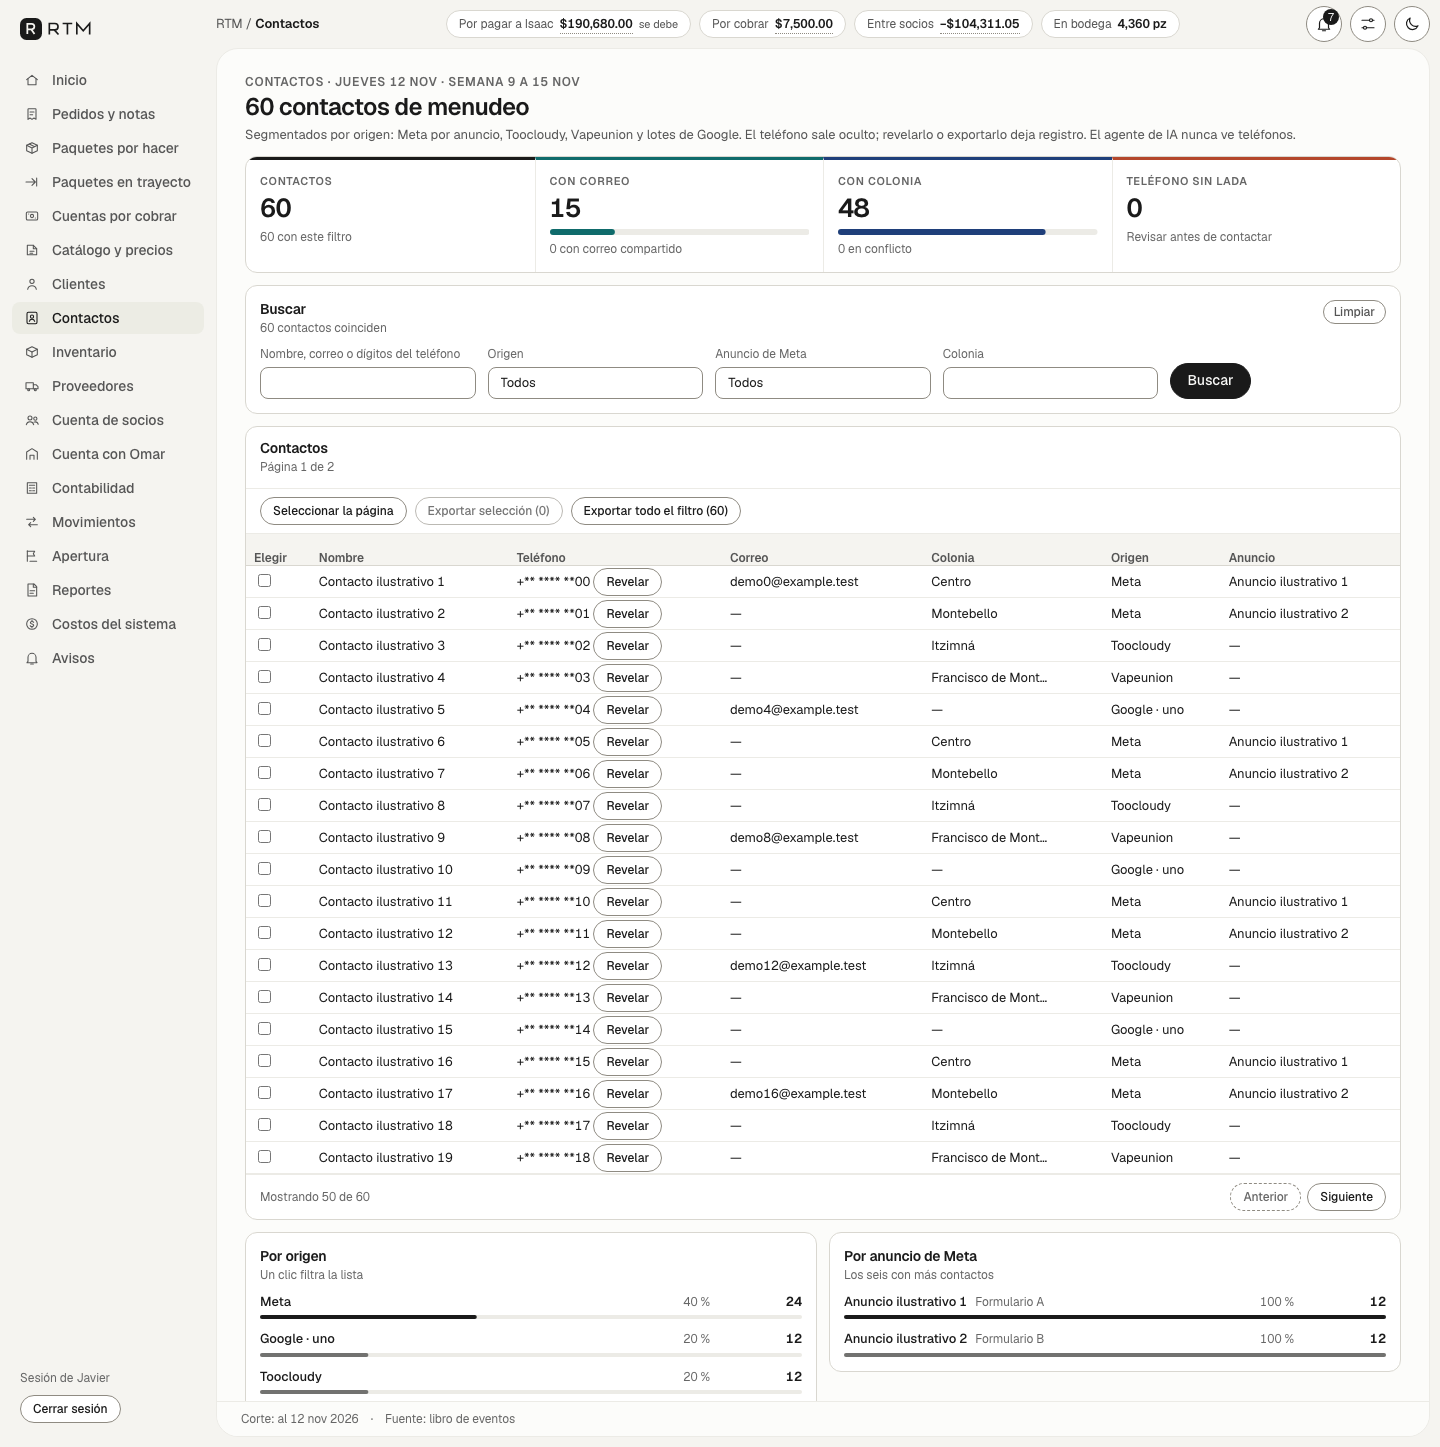 R RTM
RTM / Contactos
Por pagar a Isaac $190,680.00 se debe
Por cobrar $7,500.00
Entre socios −$104,311.05
En bodega 4,360 pz
7
Inicio
Pedidos y notas
Paquetes por hacer
Paquetes en trayecto
Cuentas por cobrar
Catálogo y precios
Clientes
Contactos
Inventario
Proveedores
Cuenta de socios
Cuenta con Omar
Contabilidad
Movimientos
Apertura
Reportes
Costos del sistema
Avisos
Sesión de Javier
Cerrar sesión
CONTACTOS · JUEVES 12 NOV · SEMANA 9 A 15 NOV
60 contactos de menudeo
Segmentados por origen: Meta por anuncio, Toocloudy, Vapeunion y lotes de Google. El teléfono sale oculto; revelarlo o exportarlo deja registro. El agente de IA nunca ve teléfonos.
CONTACTOS
60
60 con este filtro
CON CORREO
15
0 con correo compartido
CON COLONIA
48
0 en conflicto
TELÉFONO SIN LADA
0
Revisar antes de contactar
Buscar
60 contactos coinciden
Limpiar
Nombre, correo o dígitos del teléfono
Origen
Todos
Anuncio de Meta
Todos
Colonia
Buscar
Contactos
Página 1 de 2
Seleccionar la página
Exportar selección (0)
Exportar todo el filtro (60)
Elegir Nombre Teléfono Correo Colonia Origen Anuncio
Contacto ilustrativo 1 +** **** **00 Revelar demo0@example.test Centro Meta Anuncio ilustrativo 1
Contacto ilustrativo 2 +** **** **01 Revelar — Montebello Meta Anuncio ilustrativo 2
Contacto ilustrativo 3 +** **** **02 Revelar — Itzimná Toocloudy —
Contacto ilustrativo 4 +** **** **03 Revelar — Francisco de Mont… Vapeunion —
Contacto ilustrativo 5 +** **** **04 Revelar demo4@example.test — Google · uno —
Contacto ilustrativo 6 +** **** **05 Revelar — Centro Meta Anuncio ilustrativo 1
Contacto ilustrativo 7 +** **** **06 Revelar — Montebello Meta Anuncio ilustrativo 2
Contacto ilustrativo 8 +** **** **07 Revelar — Itzimná Toocloudy —
Contacto ilustrativo 9 +** **** **08 Revelar demo8@example.test Francisco de Mont… Vapeunion —
Contacto ilustrativo 10 +** **** **09 Revelar — — Google · uno —
Contacto ilustrativo 11 +** **** **10 Revelar — Centro Meta Anuncio ilustrativo 1
Contacto ilustrativo 12 +** **** **11 Revelar — Montebello Meta Anuncio ilustrativo 2
Contacto ilustrativo 13 +** **** **12 Revelar demo12@example.test Itzimná Toocloudy —
Contacto ilustrativo 14 +** **** **13 Revelar — Francisco de Mont… Vapeunion —
Contacto ilustrativo 15 +** **** **14 Revelar — — Google · uno —
Contacto ilustrativo 16 +** **** **15 Revelar — Centro Meta Anuncio ilustrativo 1
Contacto ilustrativo 17 +** **** **16 Revelar demo16@example.test Montebello Meta Anuncio ilustrativo 2
Contacto ilustrativo 18 +** **** **17 Revelar — Itzimná Toocloudy —
Contacto ilustrativo 19 +** **** **18 Revelar — Francisco de Mont… Vapeunion —
Mostrando 50 de 60
Anterior
Siguiente
Por origen
Un clic filtra la lista
Meta 40 % 24
Google · uno 20 % 12
Toocloudy 20 % 12
Por anuncio de Meta
Los seis con más contactos
Anuncio ilustrativo 1 Formulario A 100 % 12
Anuncio ilustrativo 2 Formulario B 100 % 12
Corte: al 12 nov 2026 · Fuente: libro de eventos